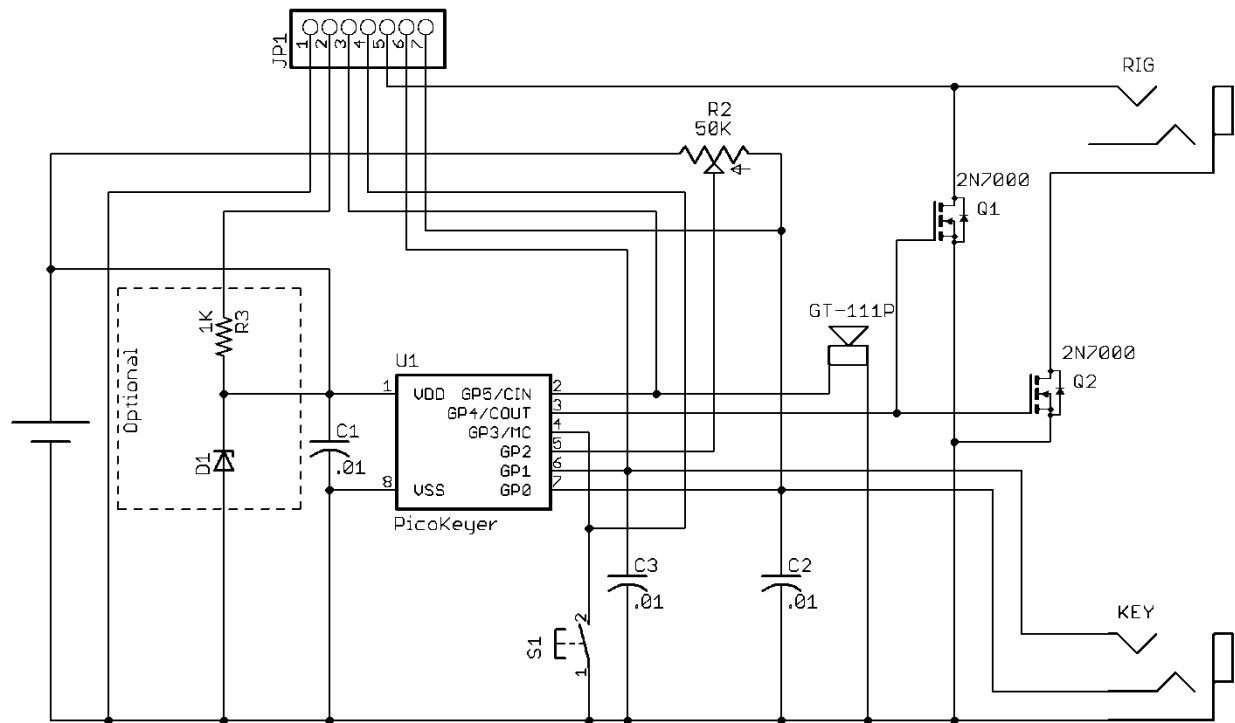 JP1
1 2 3 4 5 6 7
RIG
R2
50K
2N7000
Q1
GT-111P
1K
R3
Optional
D1
2N7000
Q2
U1
1 VDD GP5/CIN 2
GP4/COUT 3
GP3/MC 4
GP2 5
GP1 6
8 VSS GP0 7
PicoKeyer
C1
.01
C3
.01
C2
.01
KEY
S1
2
1